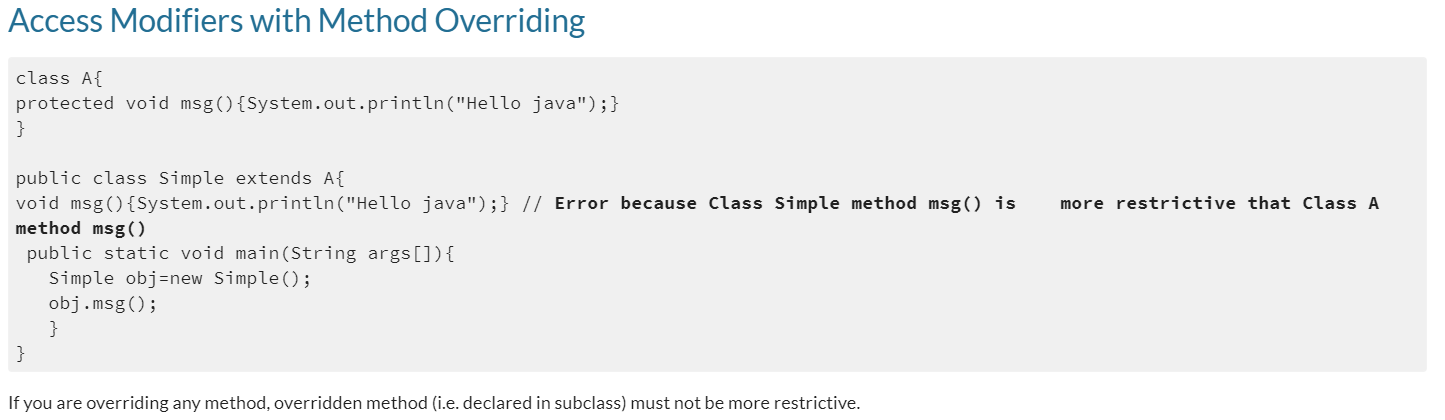 Access Modifiers with Method Overriding
class A{
protected void msg(){System.out.println("Hello java");}
}
public class Simple extends A{
void msg(){System.out.println("Hello java");} // Error because Class Simple method msg() is    more restrictive that Class A
method msg()
 public static void main(String args[]){
   Simple obj=new Simple();
   obj.msg();
   }
}
If you are overriding any method, overridden method (i.e. declared in subclass) must not be more restrictive.